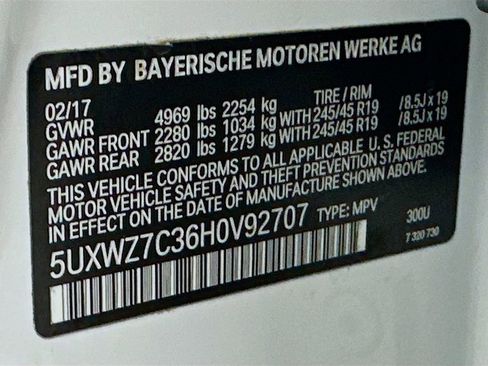 MFD BY BAYERISCHE MOTOREN WERKE AG
02/17 TIRE / RIM
GVWR 4969 lbs 2254 kg
GAWR FRONT 2280 lbs 1034 kg WITH 245/45 R19 /8.5J x 19
GAWR REAR 2820 lbs 1279 kg WITH 245/45 R19 /8.5J x 19
THIS VEHICLE CONFORMS TO ALL APPLICABLE U.S. FEDERAL
MOTOR VEHICLE SAFETY AND THEFT PREVENTION STANDARDS
IN EFFECT ON THE DATE OF MANUFACTURE SHOWN ABOVE.
5UXWZ7C36H0V92707 TYPE: MPV 300U
7 320 730